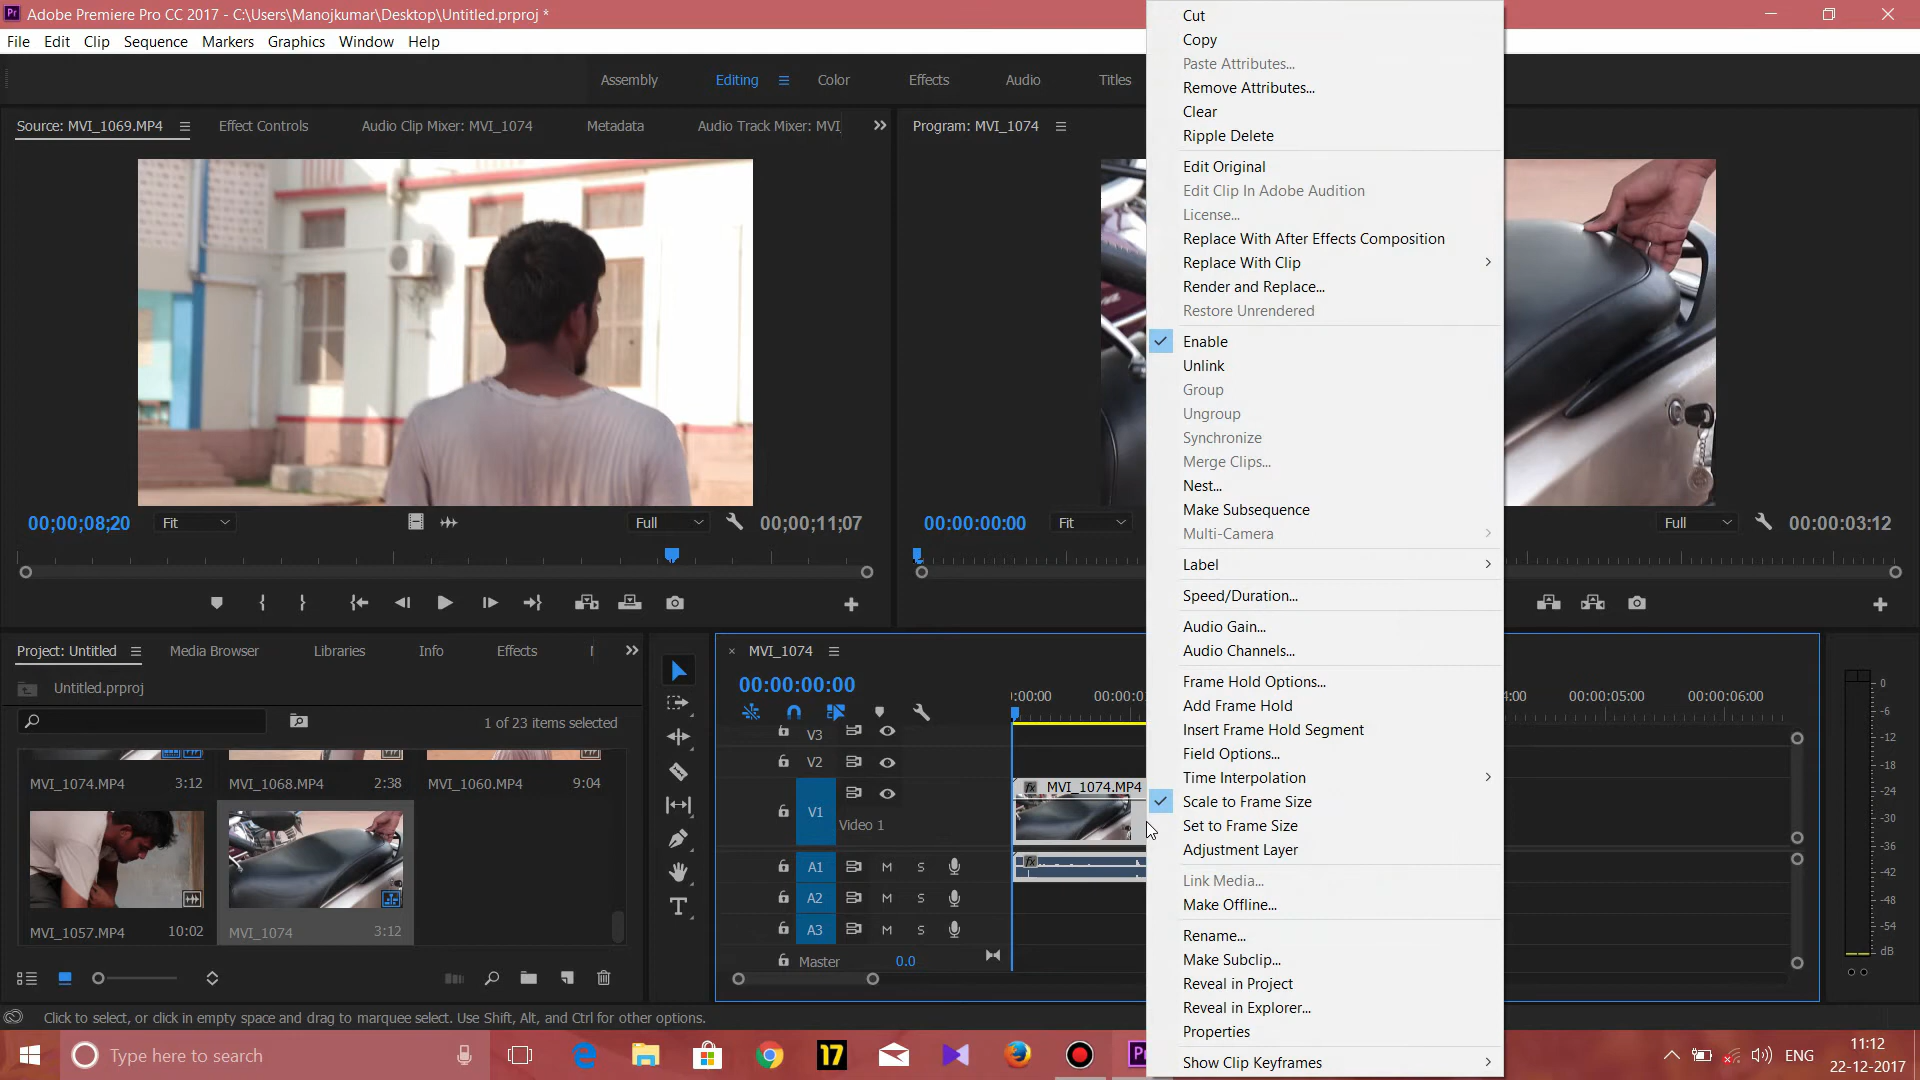 Adobe Premiere Pro CC 2017 - C:\Users\Manojkumar\Desktop\Untitled.prproj *
File Edit Clip Sequence Markers Graphics Window Help
Assembly Editing Color Effects Audio Titles
Source: MVI_1069.MP4 Effect Controls Audio Clip Mixer: MVI_1074 Metadata Audio Track Mixer: MVI
Program: MVI_1074
00;00;08;20 Fit Full 00;00;11;07
00:00:00:00 Fit Full 00:00:03:12
Project: Untitled Media Browser Libraries Info Effects
Untitled.prproj
1 of 23 items selected
MVI_1074.MP4 3:12 MVI_1068.MP4 2:38 MVI_1060.MP4 9:04
MVI_1057.MP4 10:02 MVI_1074 3:12
MVI_1074
00:00:00:00
:00:00 00:00:01 4:00 00:00:05:00 00:00:06:00
V3
V2
V1 Video 1
fx MVI_1074.MP4
A1 M S
fx
A2 M S
A3 M S
Master 0.0
0
-6
-12
-18
-24
-30
-36
-42
-48
-54
dB
Cut
Copy
Paste Attributes...
Remove Attributes...
Clear
Ripple Delete
Edit Original
Edit Clip In Adobe Audition
License...
Replace With After Effects Composition
Replace With Clip
Render and Replace...
Restore Unrendered
Enable
Unlink
Group
Ungroup
Synchronize
Merge Clips...
Nest...
Make Subsequence
Multi-Camera
Label
Speed/Duration...
Audio Gain...
Audio Channels...
Frame Hold Options...
Add Frame Hold
Insert Frame Hold Segment
Field Options...
Time Interpolation
Scale to Frame Size
Set to Frame Size
Adjustment Layer
Link Media...
Make Offline...
Rename...
Make Subclip...
Reveal in Project
Reveal in Explorer...
Properties
Show Clip Keyframes
Click to select, or click in empty space and drag to marquee select. Use Shift, Alt, and Ctrl for other options.
Type here to search
17
Pr
ENG
11:12
22-12-2017